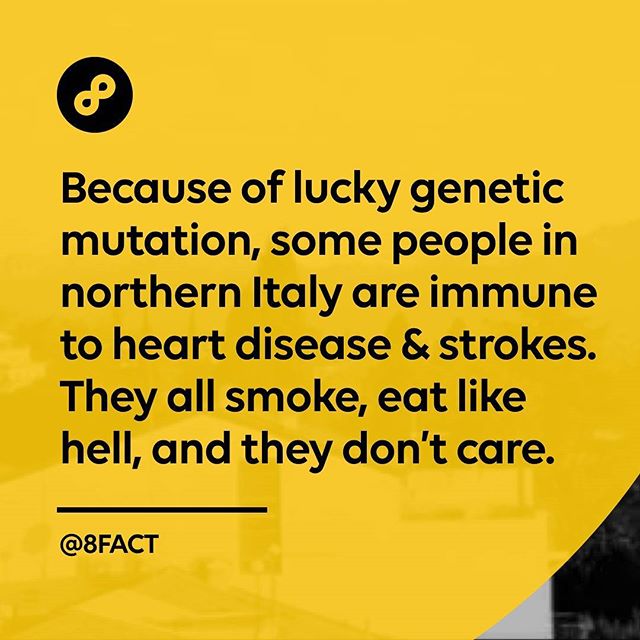 Because of lucky genetic
mutation, some people in
northern Italy are immune
to heart disease & strokes.
They all smoke, eat like
hell, and they don’t care.
@8FACT